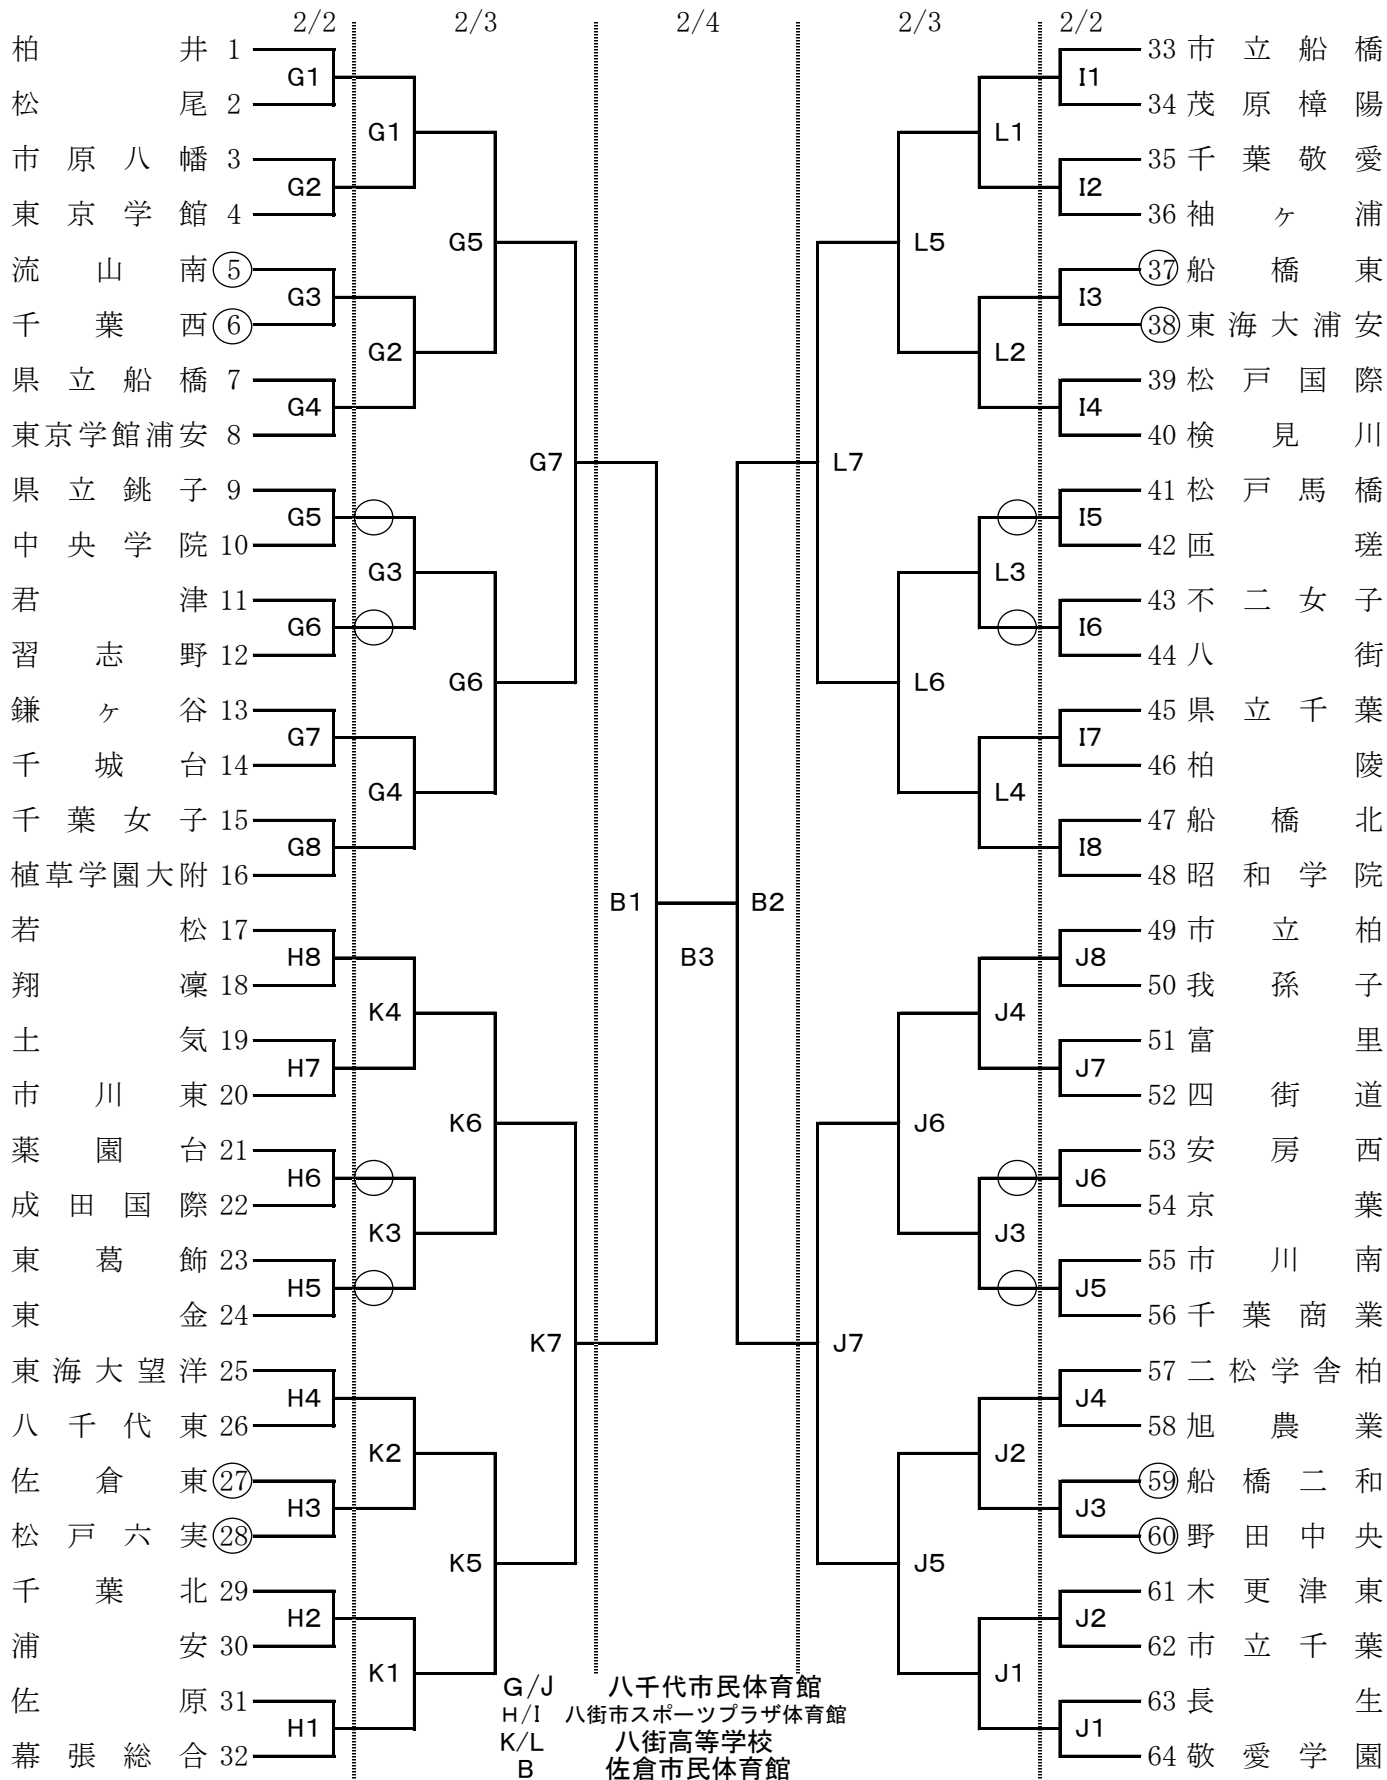 2/2 2/3 2/4 2/3 2/2
柏井 1
G1
松尾 2
G1
市原八幡 3
G2
東京学館 4
G5
流山南 ⑤
G3
千葉西 ⑥
G2
県立船橋 7
G4
東京学館浦安 8
G7
県立銚子 9
G5
中央学院 10
G3
君津 11
G6
習志野 12
G6
鎌ヶ谷 13
G7
千城台 14
G4
千葉女子 15
G8
植草学園大附 16
B1
若松 17
H8
翔凜 18
K4
土気 19
H7
市川東 20
K6
薬園台 21
H6
成田国際 22
K3
東葛飾 23
H5
東金 24
K7
東海大望洋 25
H4
八千代東 26
K2
佐倉東 ㉗
H3
松戸六実 ㉘
K5
千葉北 29
H2
浦安 30
K1
佐原 31
H1
幕張総合 32
B3
33 市立船橋
I1
34 茂原樟陽
L1
35 千葉敬愛
I2
36 袖ヶ浦
L5
㊲ 船橋東
I3
㊳ 東海大浦安
L2
39 松戸国際
I4
40 検見川
L7
41 松戸馬橋
I5
42 匝瑳
L3
43 不二女子
I6
44 八街
L6
45 県立千葉
I7
46 柏陵
L4
47 船橋北
I8
48 昭和学院
B2
49 市立柏
J8
50 我孫子
J4
51 富里
J7
52 四街道
J6
53 安房西
J6
54 京葉
J3
55 市川南
J5
56 千葉商業
J7
57 二松学舎柏
J4
58 旭農業
J2
59 船橋二和
J3
60 野田中央
J5
61 木更津東
J2
62 市立千葉
J1
63 長生
J1
64 敬愛学園
G/J 八千代市民体育館
H/I 八街市スポーツプラザ体育館
K/L 八街高等学校
B 佐倉市民体育館